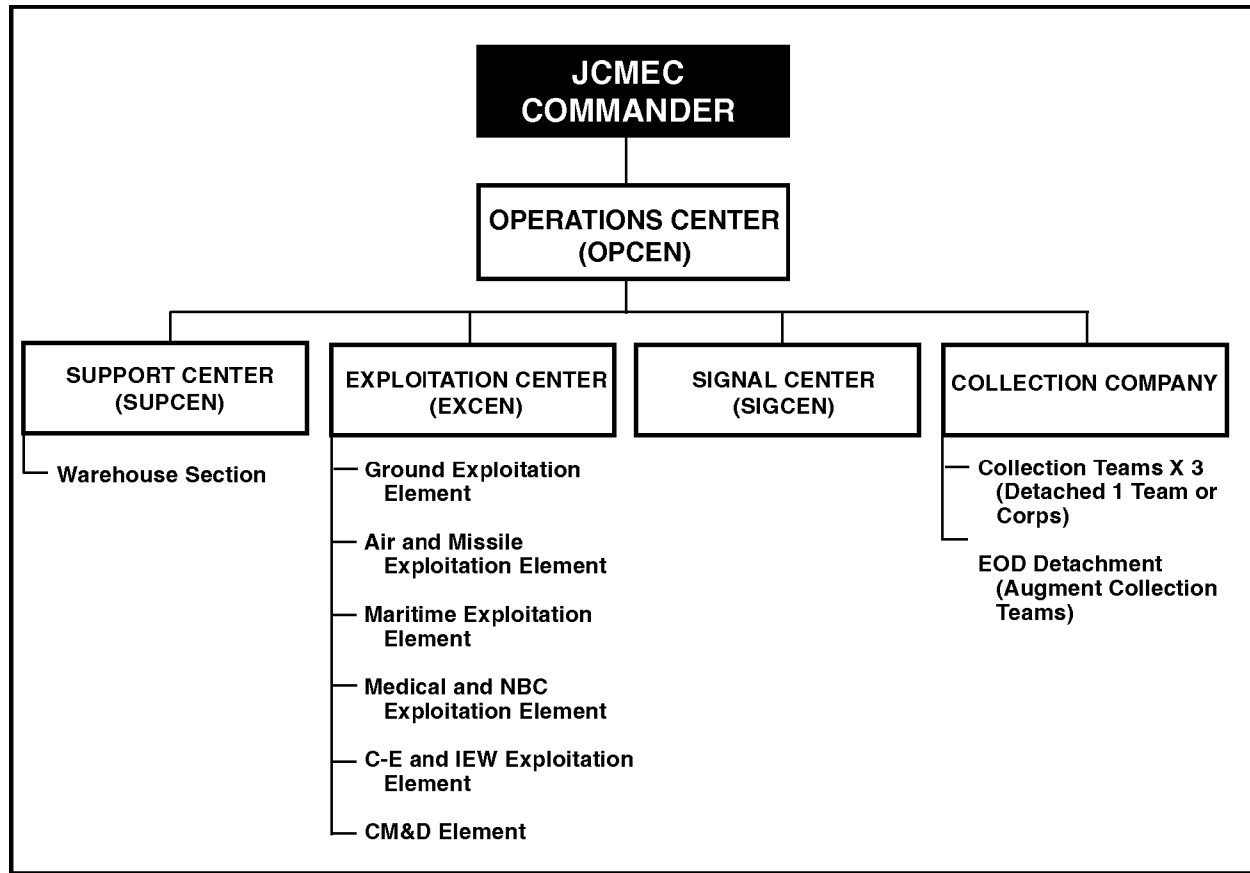 JCMEC
COMMANDER
OPERATIONS CENTER
(OPCEN)
SUPPORT CENTER
(SUPCEN)
Warehouse Section
EXPLOITATION CENTER
(EXCEN)
Ground Exploitation
Element
Air and Missile
Exploitation Element
Maritime Exploitation
Element
Medical and NBC
Exploitation Element
C-E and IEW Exploitation
Element
CM&D Element
SIGNAL CENTER
(SIGCEN)
COLLECTION COMPANY
Collection Teams X 3
(Detached 1 Team or
Corps)
EOD Detachment
(Augment Collection
Teams)